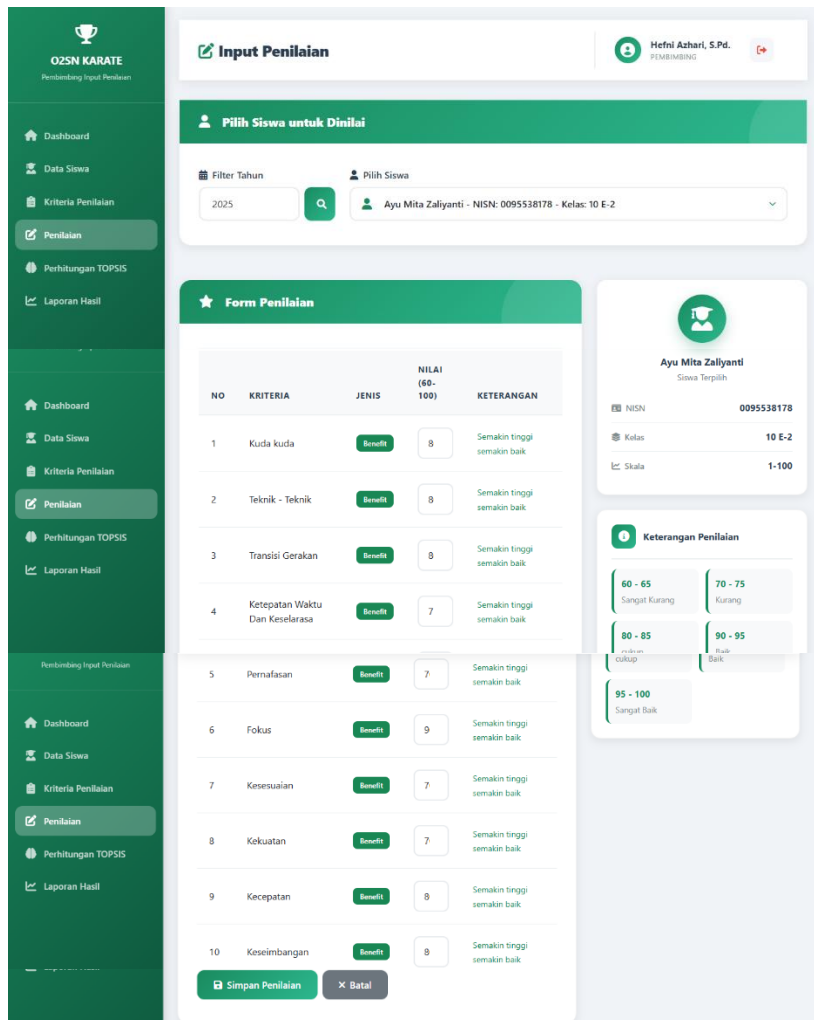 O2SN KARATE
Pembimbing Input Penilaian
Dashboard
Data Siswa
Kriteria Penilaian
Penilaian
Perhitungan TOPSIS
Laporan Hasil
Input Penilaian
Hefni Azhari, S.Pd.
PEMBIMBING
Pilih Siswa untuk Dinilai
Filter Tahun
Pilih Siswa
2025
Ayu Mita Zaliyanti - NISN: 0095538178 - Kelas: 10 E-2
Dashboard
Data Siswa
Kriteria Penilaian
Penilaian
Perhitungan TOPSIS
Laporan Hasil
Form Penilaian
NO KRITERIA JENIS NILAI (60-100) KETERANGAN
1 Kuda kuda Benefit 8 Semakin tinggi semakin baik
2 Teknik - Teknik Benefit 8 Semakin tinggi semakin baik
3 Transisi Gerakan Benefit 8 Semakin tinggi semakin baik
4 Ketepatan Waktu Dan Keselarasa Benefit 7 Semakin tinggi semakin baik
Ayu Mita Zaliyanti
Siswa Terpilih
NISN 0095538178
Kelas 10 E-2
Skala 1-100
Keterangan Penilaian
60 - 65
Sangat Kurang
70 - 75
Kurang
80 - 85
cukup
90 - 95
Baik
cukup
Baik
95 - 100
Sangat Baik
Pembimbing Input Penilaian
Dashboard
Data Siswa
Kriteria Penilaian
Penilaian
Perhitungan TOPSIS
Laporan Hasil
5 Pernafasan Benefit 7 Semakin tinggi semakin baik
6 Fokus Benefit 9 Semakin tinggi semakin baik
7 Kesesuaian Benefit 7 Semakin tinggi semakin baik
8 Kekuatan Benefit 7 Semakin tinggi semakin baik
9 Kecepatan Benefit 8 Semakin tinggi semakin baik
10 Keseimbangan Benefit 8 Semakin tinggi semakin baik
Simpan Penilaian
Batal